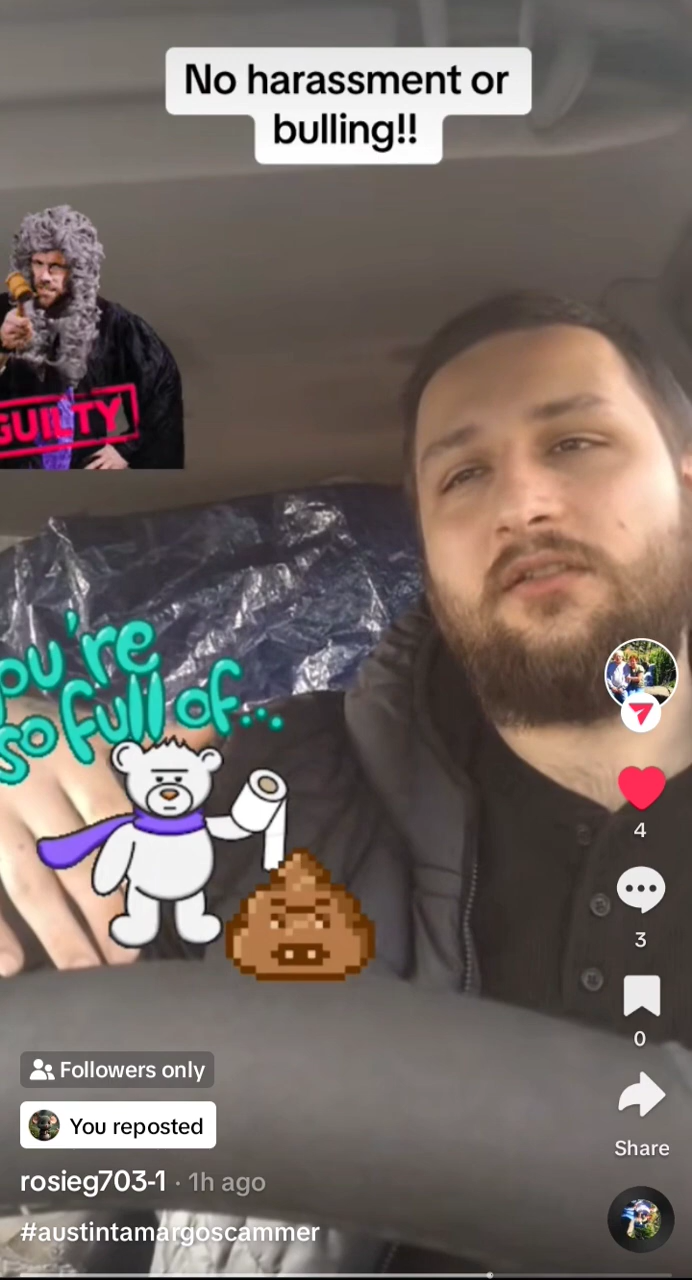 No harassment or
bulling!!
GUILTY
you're
so full of...
4
3
0
Followers only
You reposted
Share
rosieg703-1 · 1h ago
#austintamargoscammer